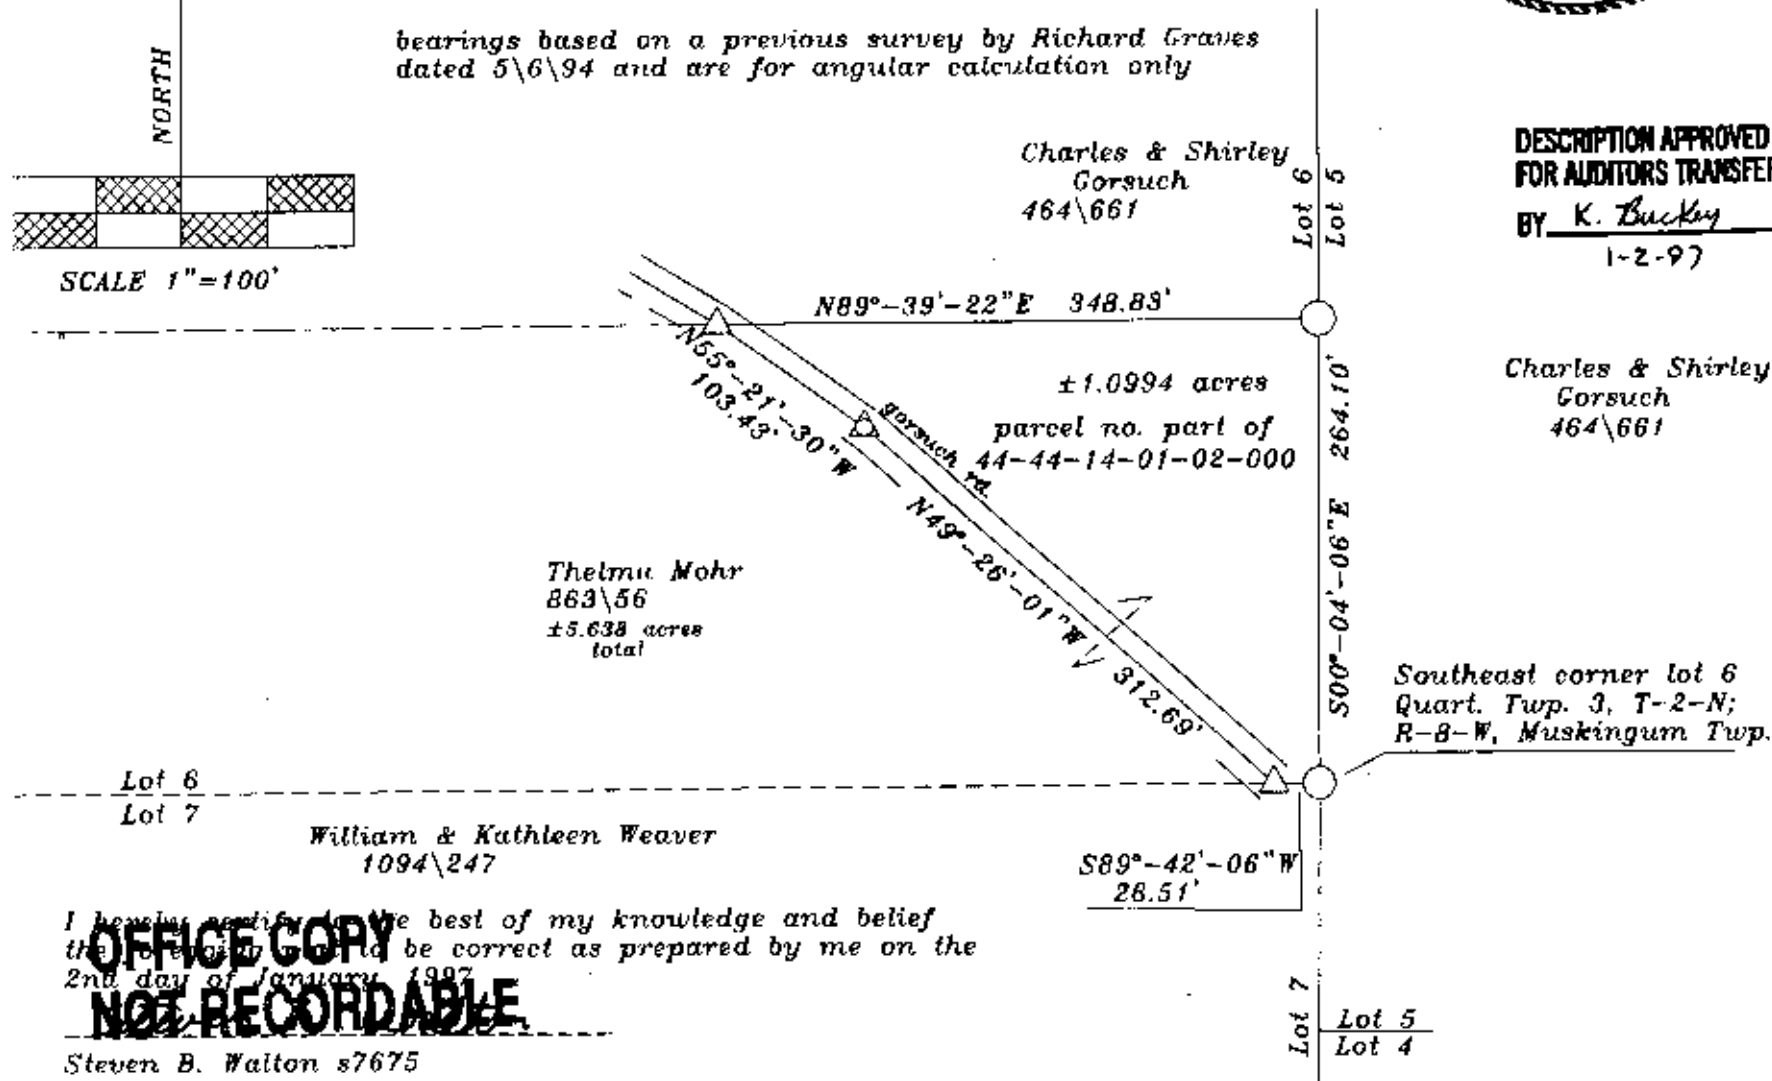 bearings based on a previous survey by Richard Graves
dated 5\6\94 and are for angular calculation only
NORTH
SCALE 1"=100'
Charles & Shirley
Gorsuch
464\661
Lot 6
Lot 5
DESCRIPTION APPROVED
FOR AUDITORS TRANSFER
BY K. Buckey
1-2-97
N89°-39'-22"E 348.83'
N55°-21'-30"W
103.43'
±1.0994 acres
parcel no. part of
44-44-14-01-02-000
gorsuch rd.
S00°-04'-06"E 264.10'
Charles & Shirley
Gorsuch
464\661
N49°-26'-01"W 312.69'
Thelma Mohr
863\56
±5.638 acres
total
Southeast corner lot 6
Quart. Twp. 3, T-2-N;
R-8-W, Muskingum Twp.
Lot 6
Lot 7
William & Kathleen Weaver
1094\247
S89°-42'-06"W
26.51'
I hereby certify to the best of my knowledge and belief
the to be correct as prepared by me on the
2nd day of January, 1997
OFFICE COPY
NOT RECORDABLE
Steven B. Walton s7675
Lot 7
Lot 5
Lot 4